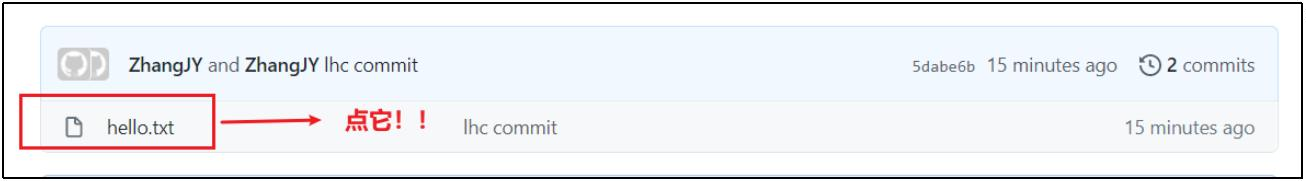 ZhangJY and ZhangJY lhc commit 5dabe6b 15 minutes ago 2 commits
hello.txt 点它！！ lhc commit 15 minutes ago